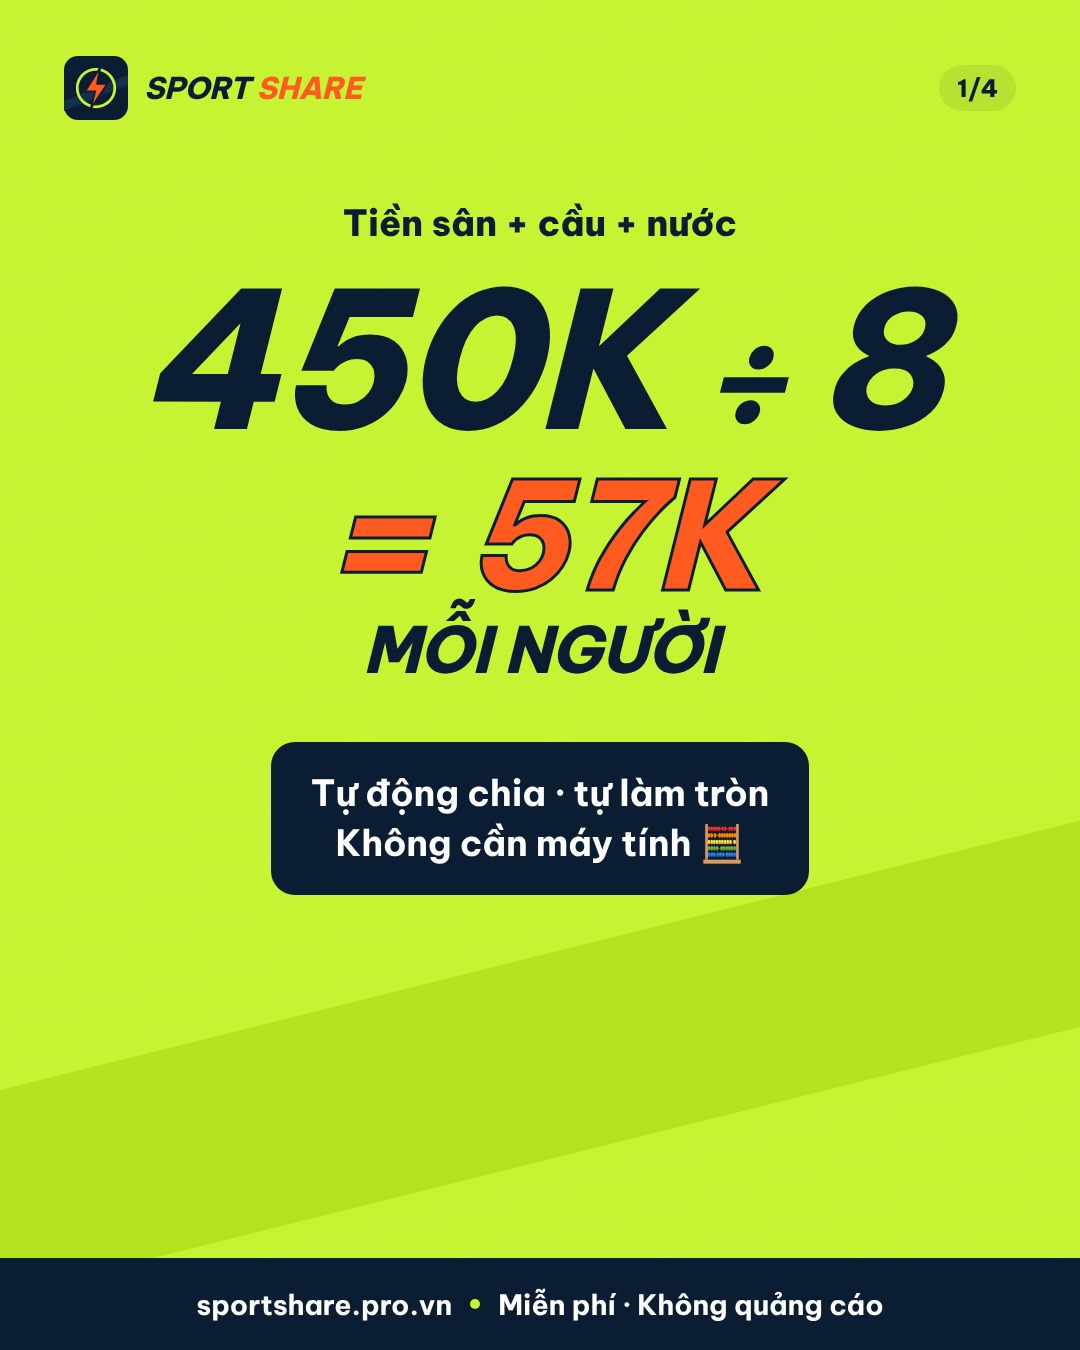 SPORT SHARE
1/4
Tiền sân + cầu + nước
450K ÷ 8
= 57K
MỖI NGƯỜI
Tự động chia · tự làm tròn
Không cần máy tính 🧮
sportshare.pro.vn • Miễn phí · Không quảng cáo